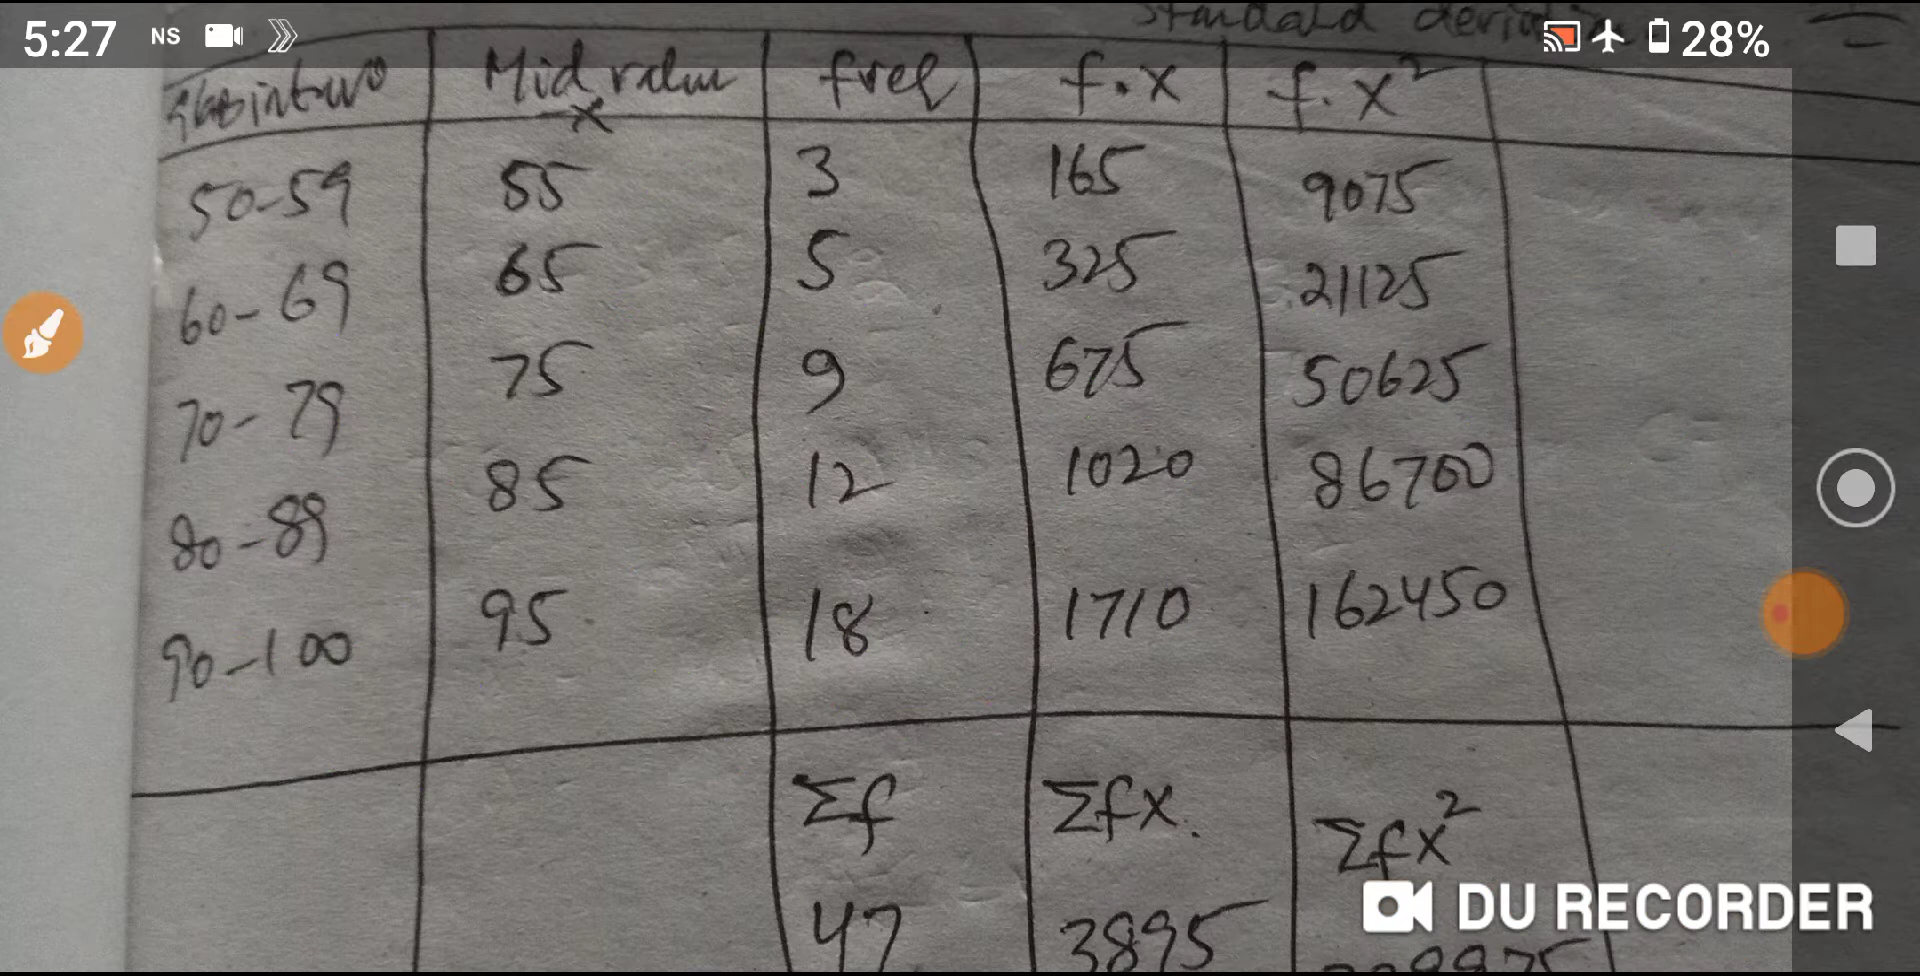 5:27 NS 28%
Standard
Mid value freq f.x f.x²
x
50-59 55 3 165 9075
60-69 65 5 325 21125
70-79 75 9 675 50625
80-89 85 12 1020 86700
90-100 95 18 1710 162450
Σf Σfx. Σfx²
DU RECORDER
47 3895